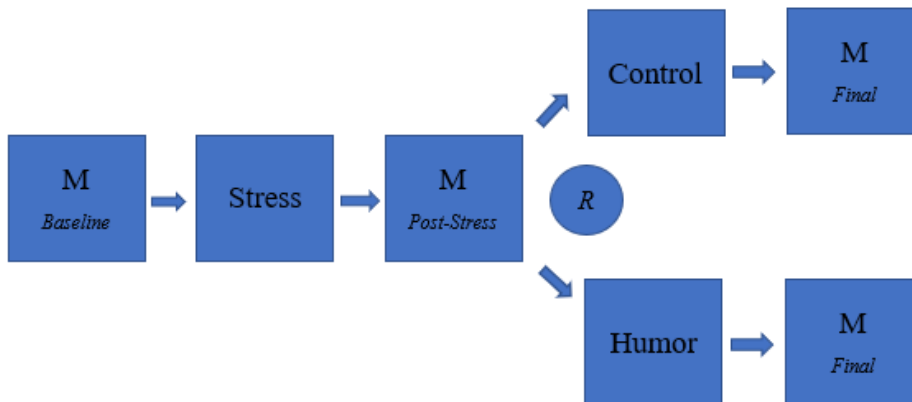 M
Baseline
Stress
M
Post-Stress
R
Control
M
Final
Humor
M
Final